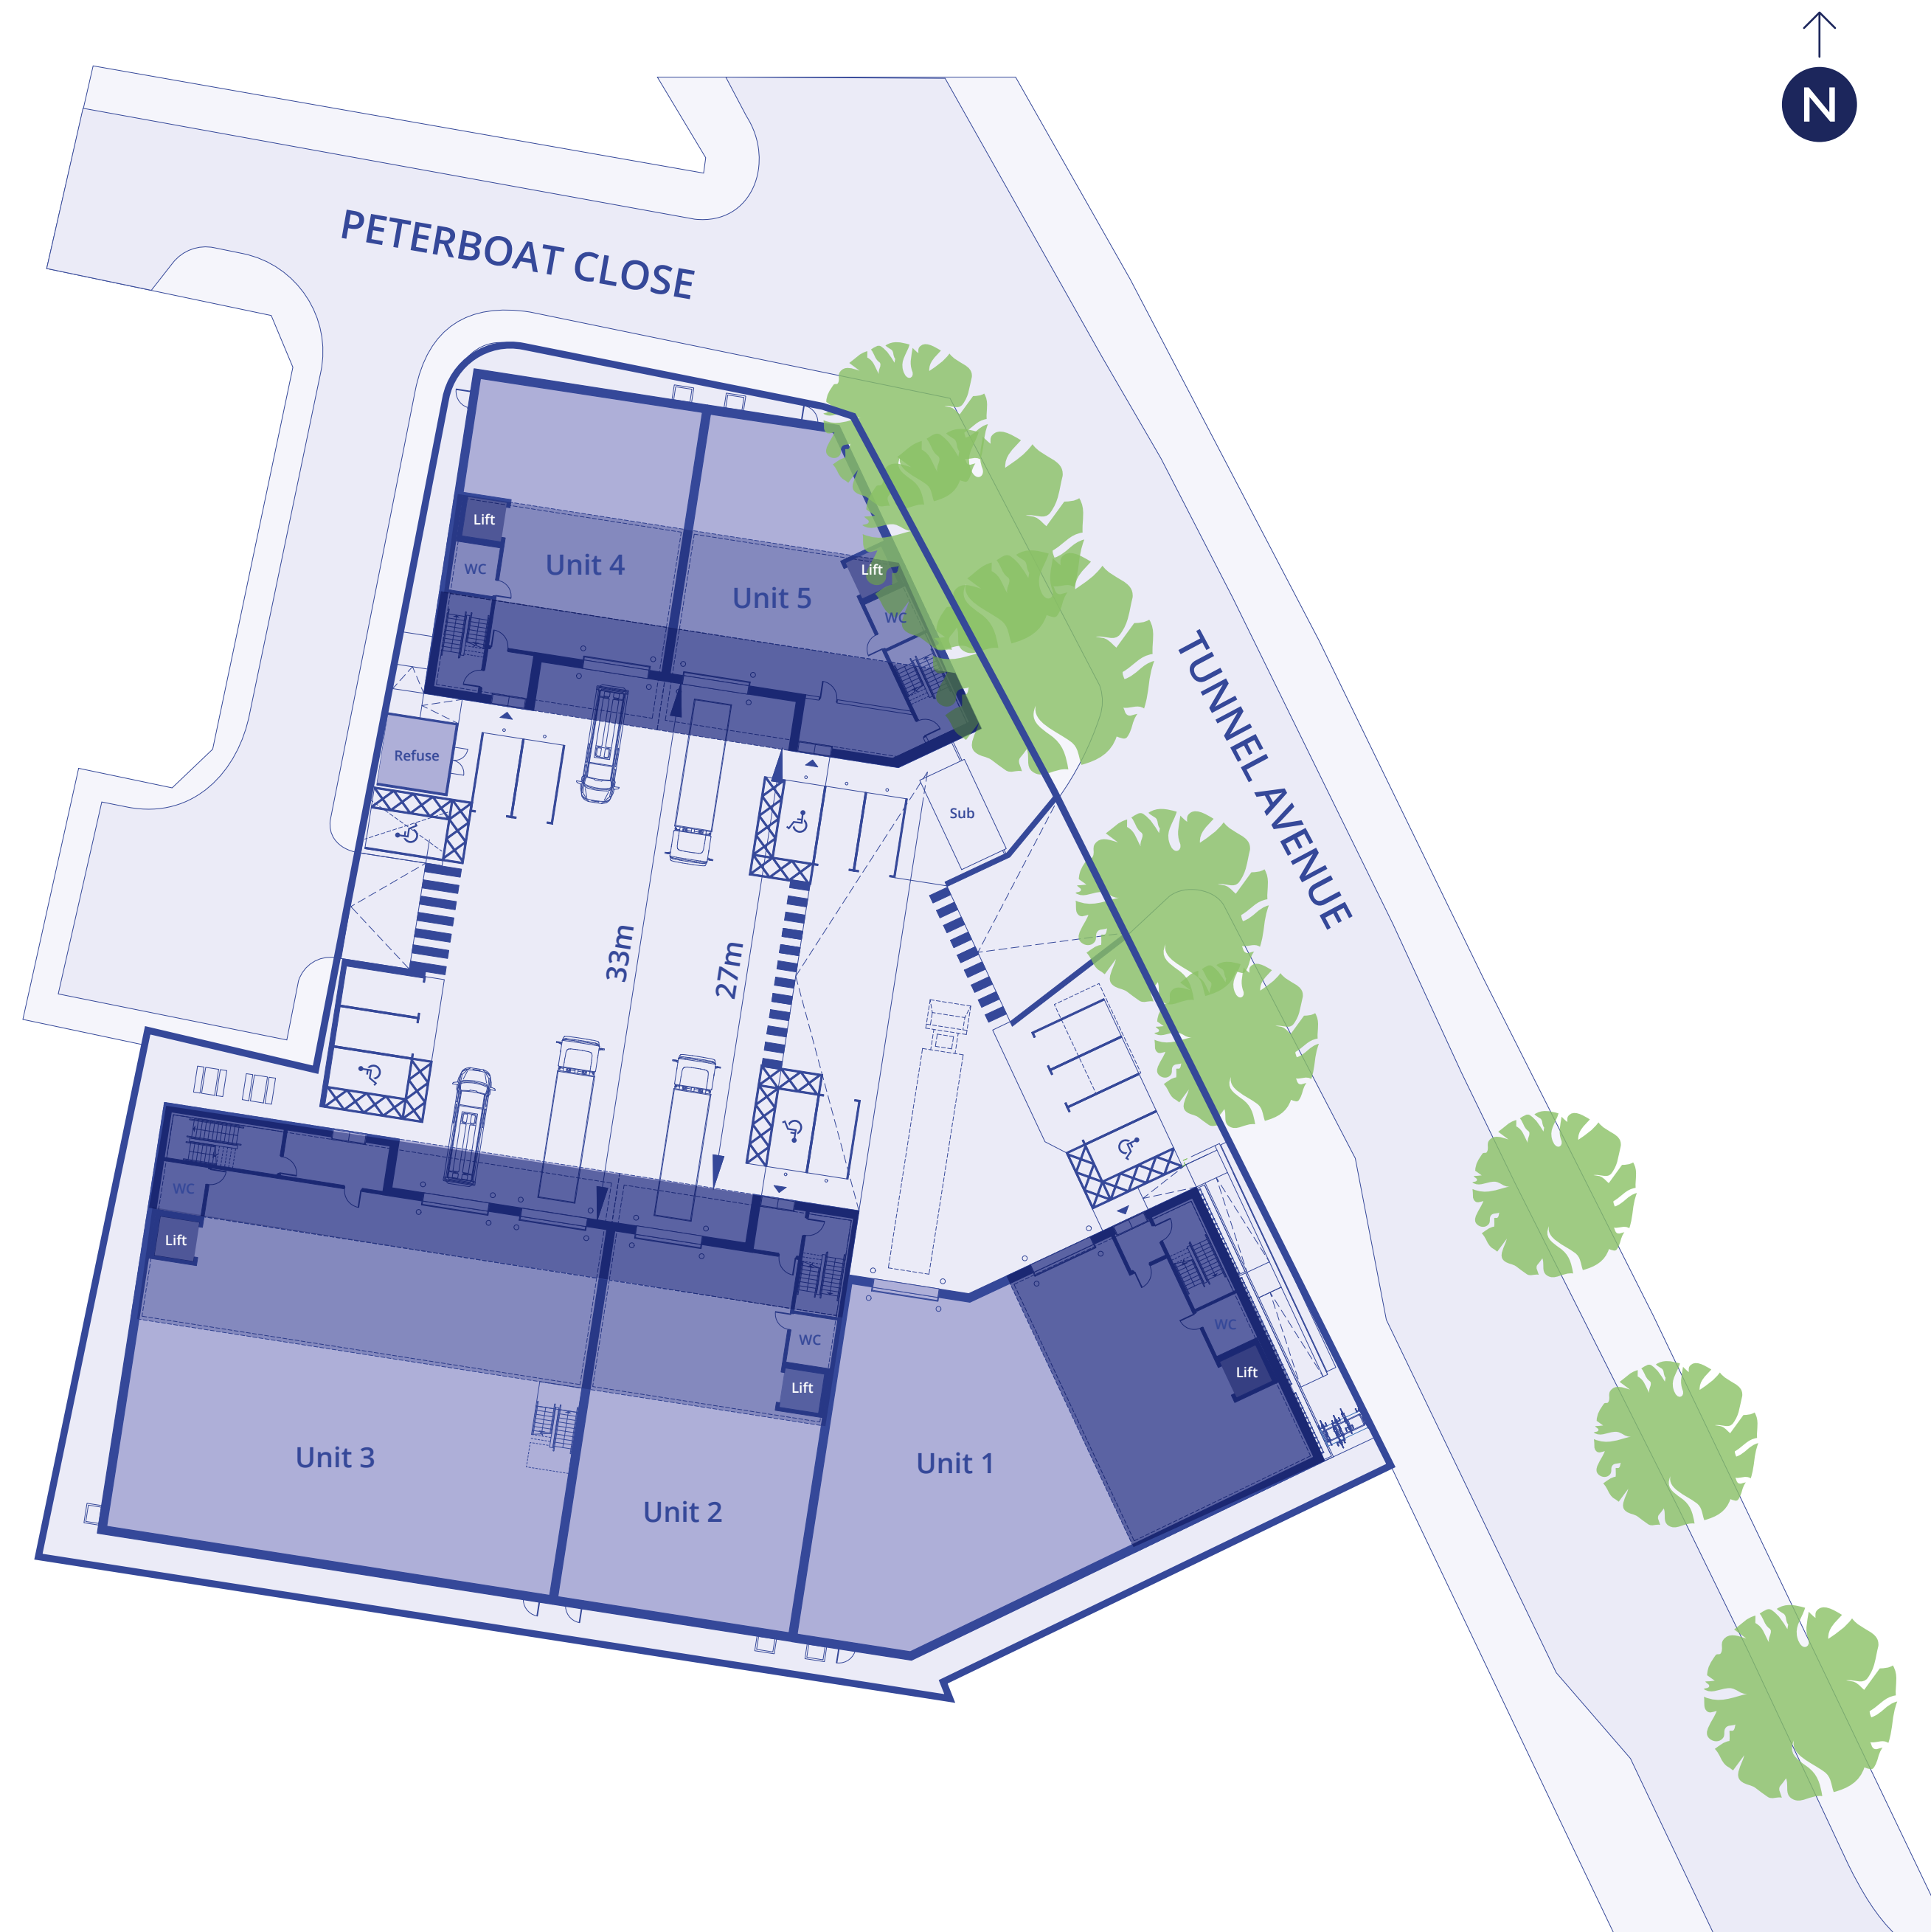 N
PETERBOAT CLOSE
TUNNEL AVENUE
Lift
WC
Unit 4
Unit 5
Lift
WC
Refuse
Sub
33m
27m
WC
Lift
WC
Lift
WC
Lift
Unit 3
Unit 2
Unit 1